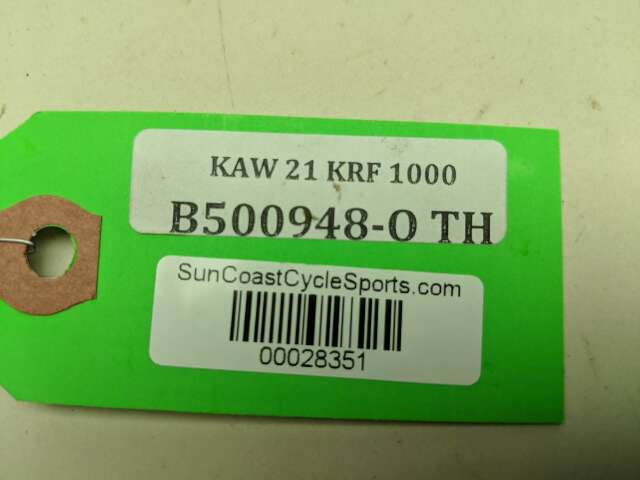 KAW 21 KRF 1000
B500948-O TH
SunCoastCycleSports.com
00028351